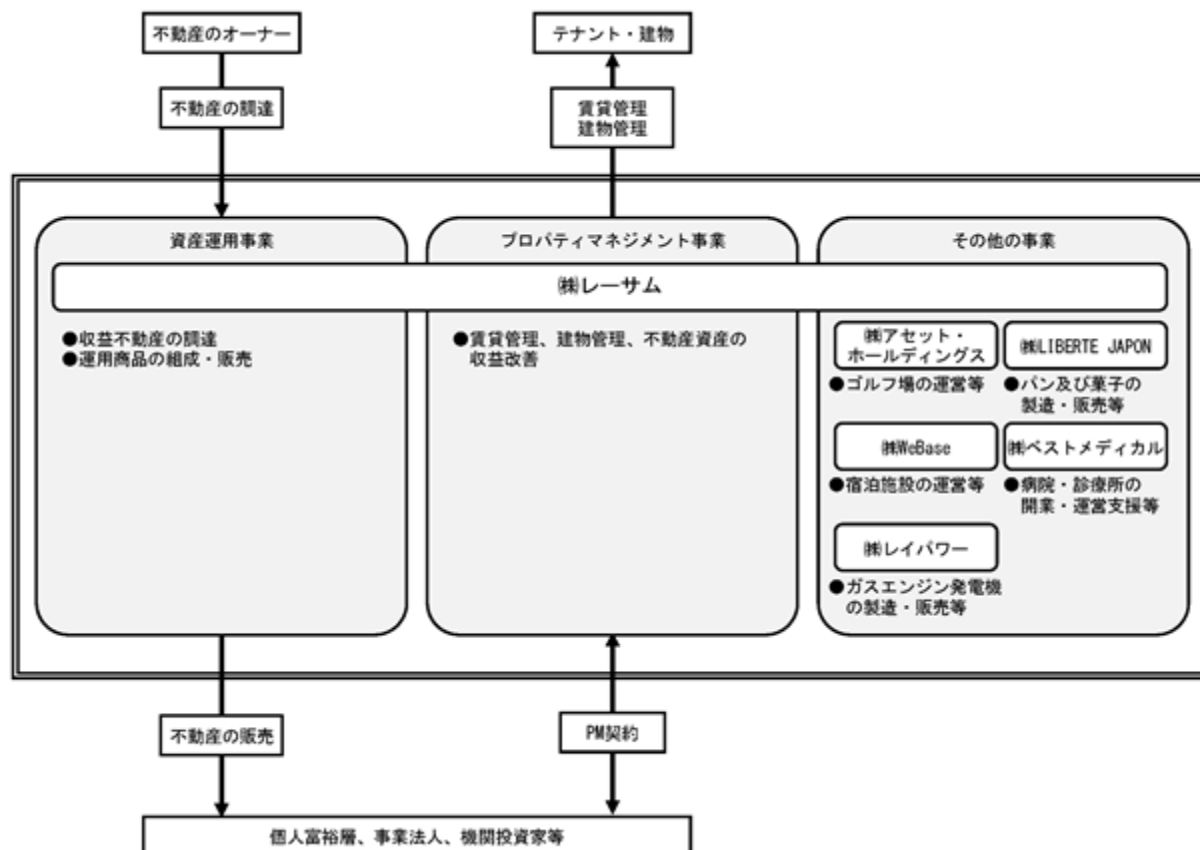 不動産のオーナー
テナント・建物
不動産の調達
賃貸管理
建物管理
資産運用事業
プロパティマネジメント事業
その他の事業
㈱レーサム
●収益不動産の調達
●運用商品の組成・販売
●賃貸管理、建物管理、不動産資産の
収益改善
㈱アセット・
ホールディングス
●ゴルフ場の運営等
㈱LIBERTE JAPON
●パン及び菓子の
製造・販売等
㈱WeBase
●宿泊施設の運営等
㈱ベストメディカル
●病院・診療所の
開業・運営支援等
㈱レイパワー
●ガスエンジン発電機
の製造・販売等
不動産の販売
PM契約
個人富裕層、事業法人、機関投資家等